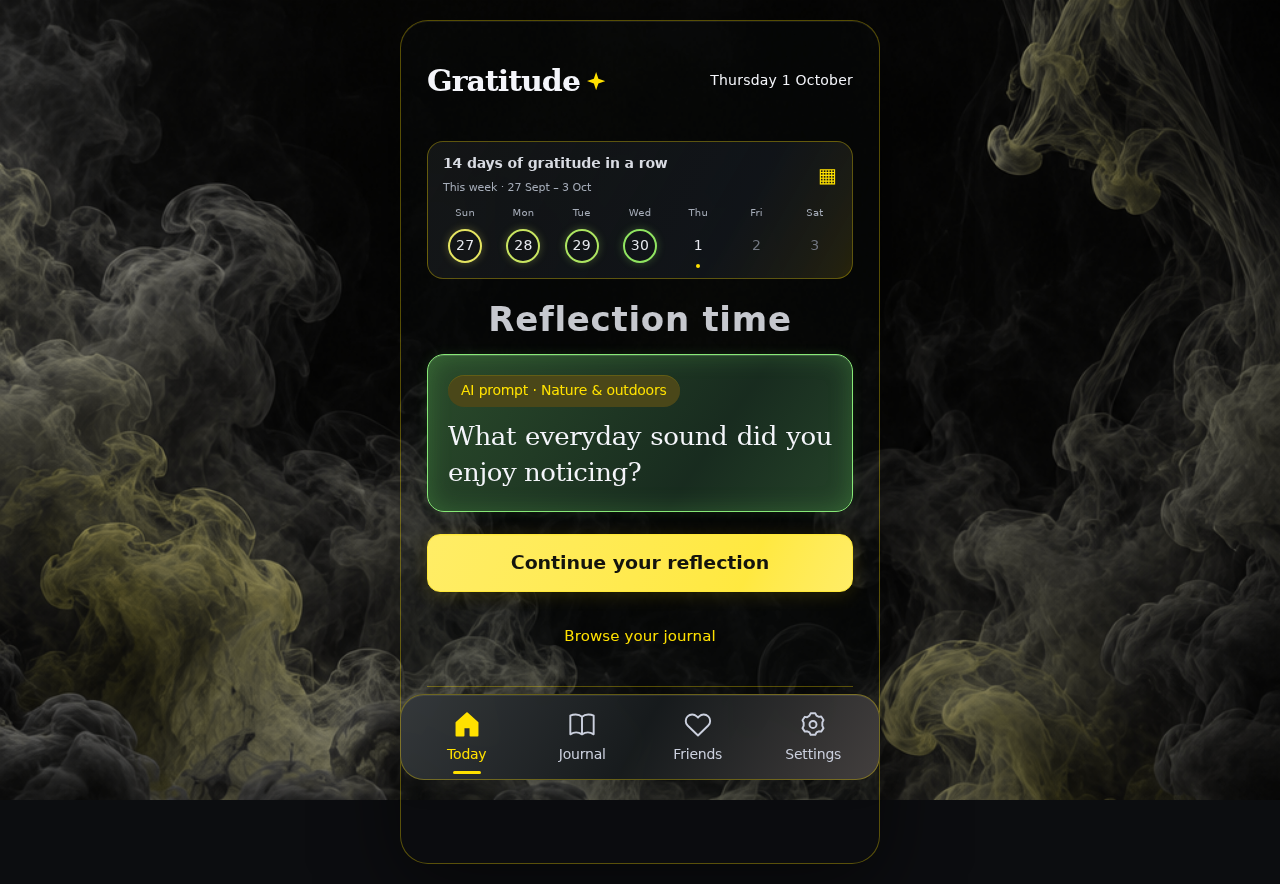 Gratitude
Thursday 1 October
14 days of gratitude in a row
This week · 27 Sept – 3 Oct
Sun Mon Tue Wed Thu Fri Sat
27 28 29 30 1 2 3
Reflection time
AI prompt · Nature & outdoors
What everyday sound did you
enjoy noticing?
Continue your reflection
Browse your journal
Today Journal Friends Settings